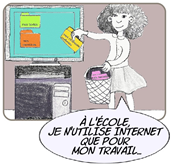 À L'ÉCOLE,
JE N'UTILISE INTERNET
QUE POUR
MON TRAVAIL.